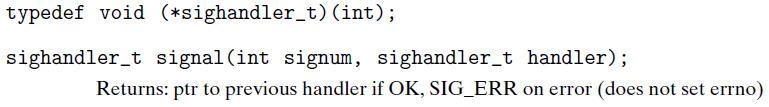 typedef void (*sighandler_t)(int);
sighandler_t signal(int signum, sighandler_t handler);
Returns: ptr to previous handler if OK, SIG_ERR on error (does not set errno)